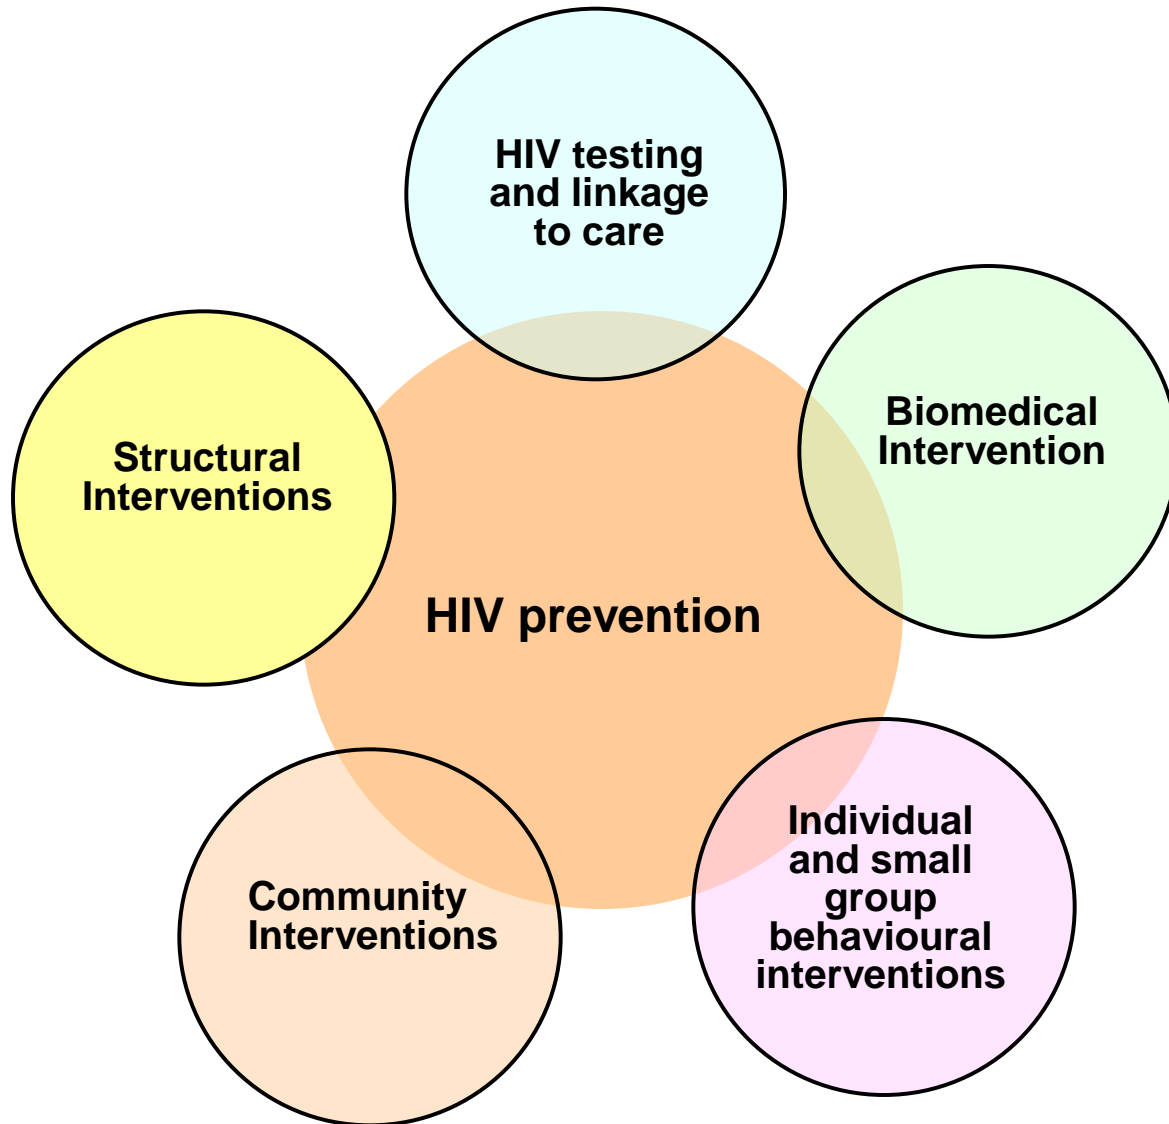 HIV testing
and linkage
to care
Biomedical
Intervention
Structural
Interventions
HIV prevention
Individual
and small
group
behavioural
interventions
Community
Interventions